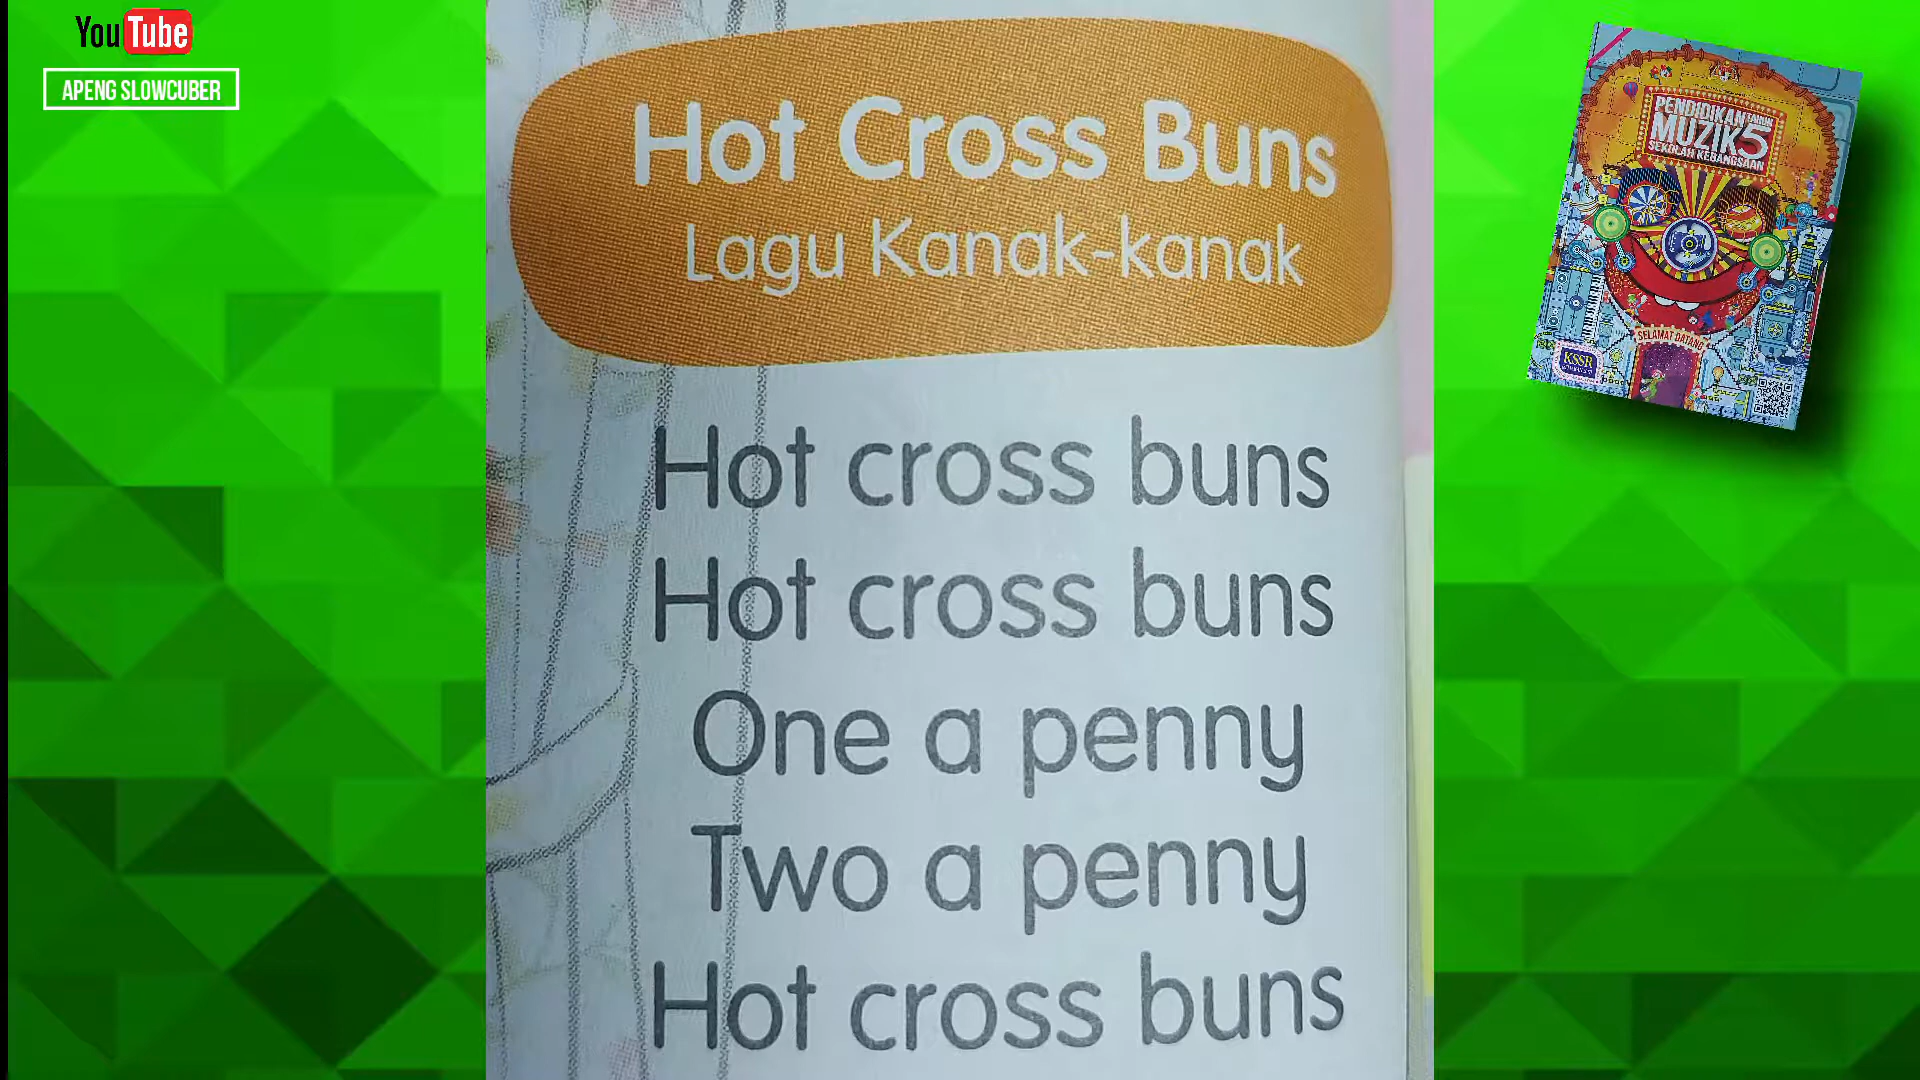 YouTube
APENG SLOWCUBER
Hot Cross Buns
Lagu Kanak-kanak
Hot cross buns
Hot cross buns
One a penny
Two a penny
Hot cross buns
PENDIDIKAN
MUZIK TAHUN 5
SEKOLAH KEBANGSAAN
SELAMAT DATANG
KSSR